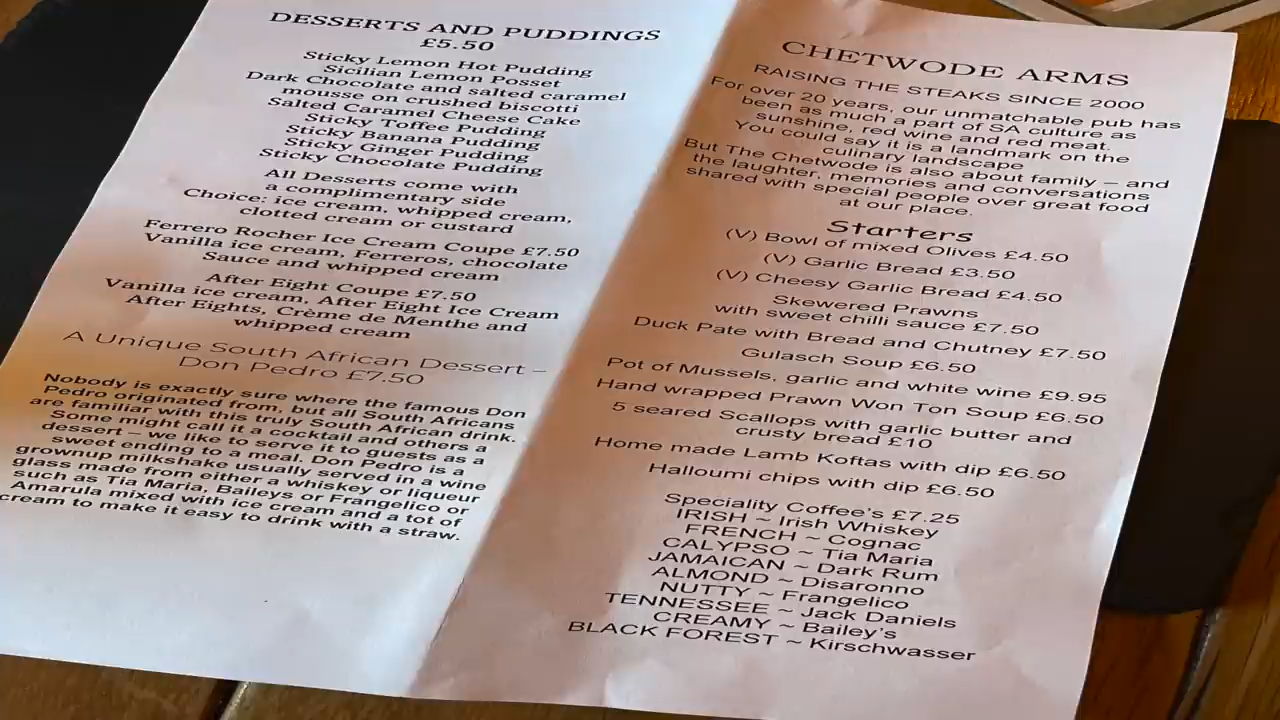 DESSERTS AND PUDDINGS
£5.50
Sticky Lemon Hot Pudding
Sicilian Lemon Posset
Dark Chocolate and salted caramel
mousse on crushed biscotti
Salted Caramel Cheese Cake
Sticky Toffee Pudding
Sticky Banana Pudding
Sticky Ginger Pudding
Sticky Chocolate Pudding
All Desserts come with
a complimentary side
Choice: ice cream, whipped cream,
clotted cream or custard
Ferrero Rocher Ice Cream Coupe £7.50
Vanilla ice cream, Ferreros, chocolate
Sauce and whipped cream
After Eight Coupe £7.50
Vanilla ice cream, After Eight Ice Cream
After Eights, Crème de Menthe and
whipped cream
A Unique South African Dessert –
Don Pedro £7.50
Nobody is exactly sure where the famous Don
Pedro originated from, but all South Africans
are familiar with this truly South African drink.
Some might call it a cocktail and others a
dessert – we like to serve it to guests as a
sweet ending to a meal. Don Pedro is a
grownup milkshake usually served in a wine
glass made from either a whiskey or liqueur
such as Tia Maria, Baileys or Frangelico or
Amarula mixed with ice cream and a lot of
cream to make it easy to drink with a straw.
CHETWODE ARMS
RAISING THE STEAKS SINCE 2000
For over 20 years, our unmatchable pub has
been as much a part of SA culture as
sunshine, red wine and red meat.
You could say it is a landmark on the
culinary landscape
But The Chetwode is also about family – and
the laughter, memories and conversations
shared with special people over great food
at our place.
Starters
(V) Bowl of mixed Olives £4.50
(V) Garlic Bread £3.50
(V) Cheesy Garlic Bread £4.50
Skewered Prawns
with sweet chilli sauce £7.50
Duck Pate with Bread and Chutney £7.50
Gulasch Soup £6.50
Pot of Mussels, garlic and white wine £9.95
Hand wrapped Prawn Won Ton Soup £6.50
5 seared Scallops with garlic butter and
crusty bread £10
Home made Lamb Koftas with dip £6.50
Halloumi chips with dip £6.50
Speciality Coffee's £7.25
IRISH ~ Irish Whiskey
FRENCH ~ Cognac
CALYPSO ~ Tia Maria
JAMAICAN ~ Dark Rum
ALMOND ~ Disaronno
NUTTY ~ Frangelico
TENNESSEE ~ Jack Daniels
CREAMY ~ Bailey's
BLACK FOREST ~ Kirschwasser